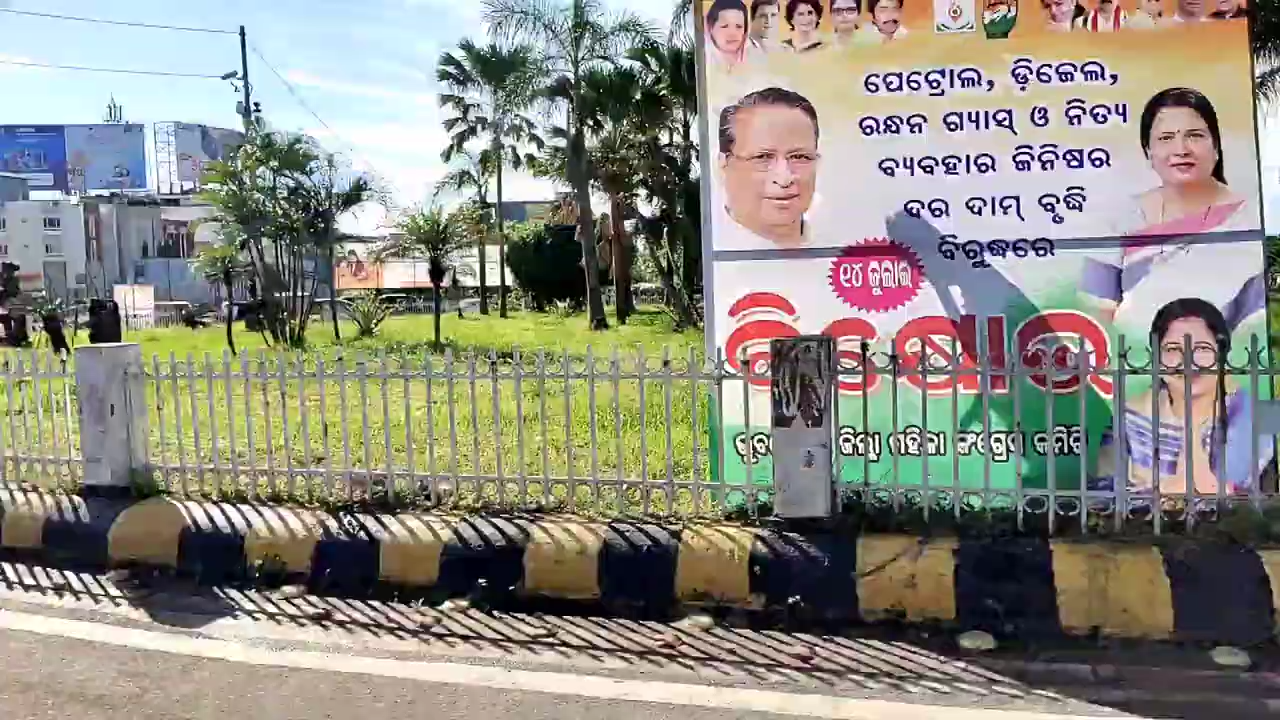 ପେଟ୍ରୋଲ, ଡ଼ିଜେଲ,
ରନ୍ଧନ ଗ୍ୟାସ୍ ଓ ନିତ୍ୟ
ବ୍ୟବହାର ଜିନିଷର
ଦର ଦାମ୍ ବୃଦ୍ଧି
ବିରୁଦ୍ଧରେ
୧୪ ଜୁଲାଇ
ଜିଲ୍ଲା ମହିଳା କଂଗ୍ରେସ କମିଟି